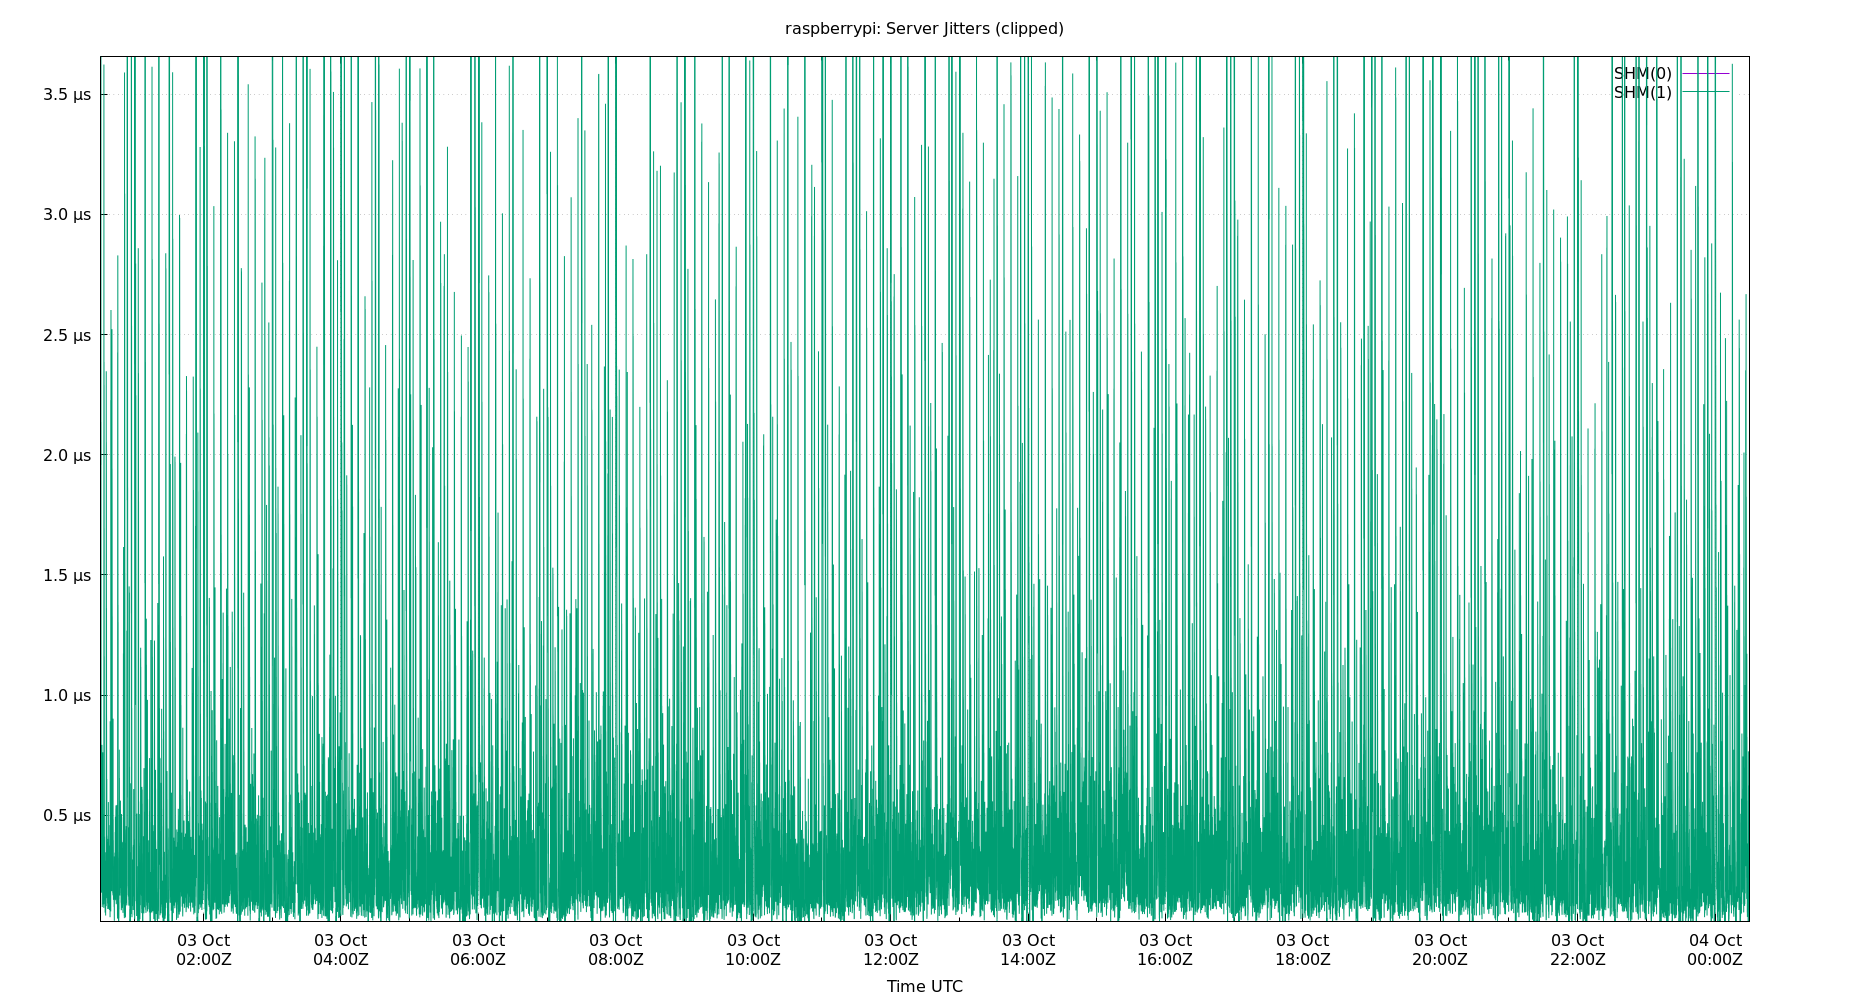 raspberrypi: Server Jitters (clipped)
SHM(0)
SHM(1)
3.5 µs
3.0 µs
2.5 µs
2.0 µs
1.5 µs
1.0 µs
0.5 µs
03 Oct 03 Oct 03 Oct 03 Oct 03 Oct 03 Oct 03 Oct 03 Oct 03 Oct 03 Oct 03 Oct 04 Oct
02:00Z 04:00Z 06:00Z 08:00Z 10:00Z 12:00Z 14:00Z 16:00Z 18:00Z 20:00Z 22:00Z 00:00Z
Time UTC